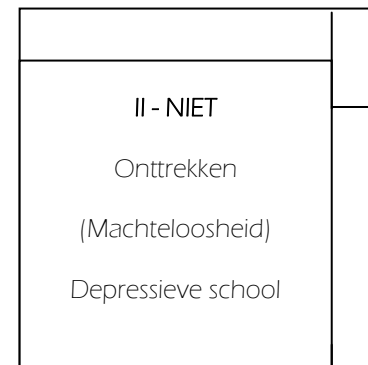 II - NIET
Onttrekken
(Machteloosheid)
Depressieve school